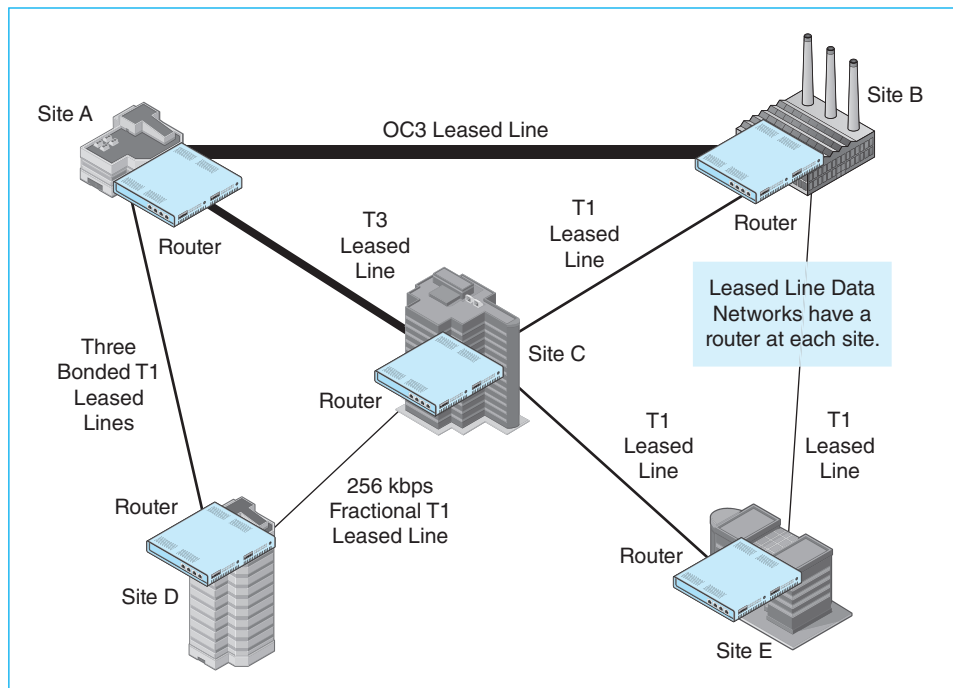 Site A
Site B
OC3 Leased Line
Router
T3
Leased
Line
T1
Leased
Line
Router
Leased Line Data
Networks have a
router at each site.
Three
Bonded T1
Leased
Lines
Site C
Router
T1
Leased
Line
T1
Leased
Line
256 kbps
Fractional T1
Leased Line
Router
Router
Site D
Site E